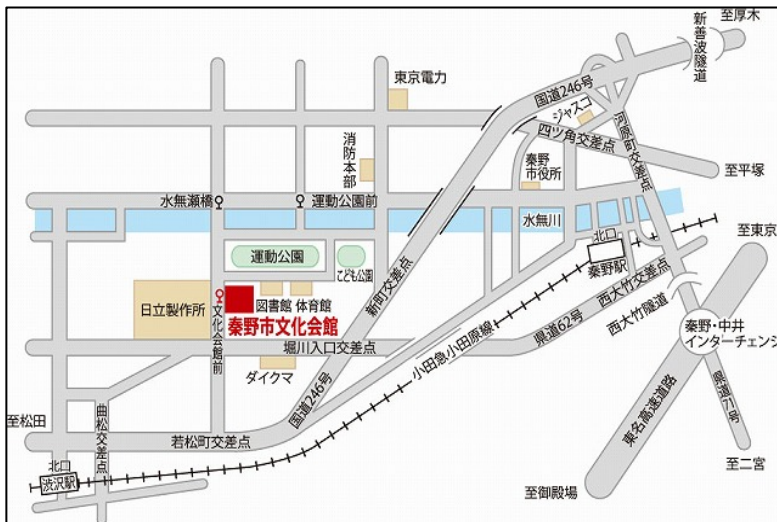 至厚木
新善波隧道
東京電力
国道246号
ジャスコ
四ツ角交差点
河原町交差点
消防本部
秦野
市役所
至平塚
水無瀬橋
運動公園前
水無川
至東京
北口
秦野駅
運動公園
こども公園
新町交差点
西大竹交差点
西大竹隧道
日立製作所
文化会館前
図書館
体育館
秦野市文化会館
小田急小田原線
県道62号
秦野・中井
インターチェンジ
堀川入口交差点
ダイクマ
国道246号
東名高速道路
県道71号
至松田
曲松交差点
若松町交差点
北口
渋沢駅
至二宮
至御殿場